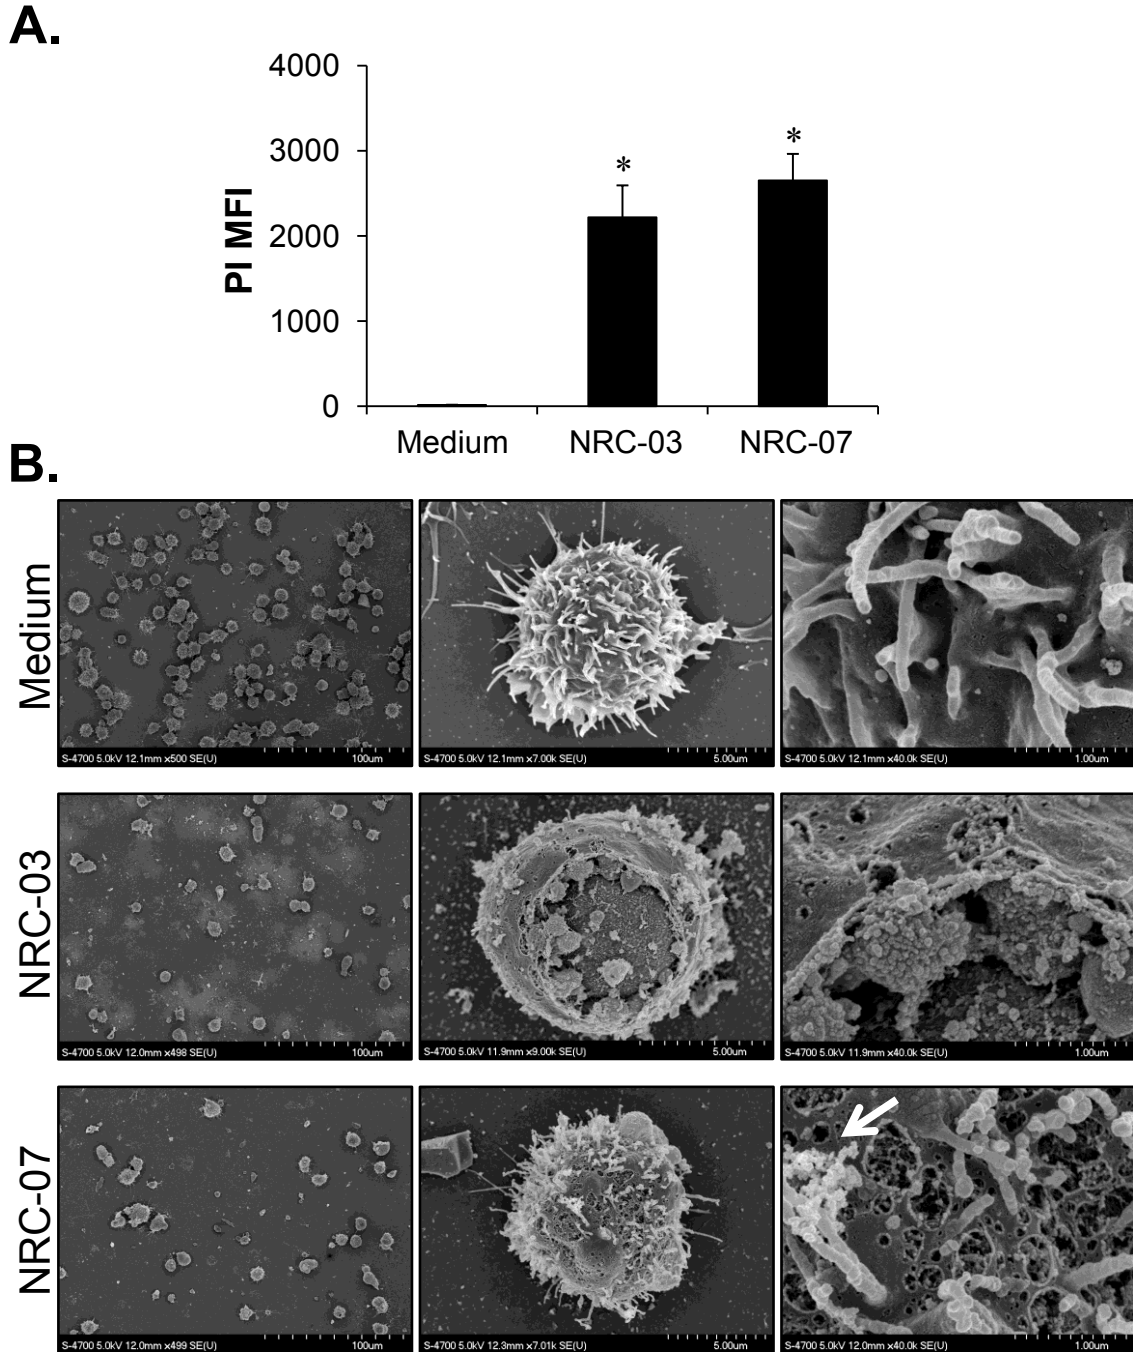 A.
4000
3000
2000
1000
0
PI MFI
*
*
Medium NRC-03 NRC-07
B.
Medium
S-4700 5.0kV 12.1mm x500 SE(U) 100um
S-4700 5.0kV 12.1mm x7.00k SE(U) 5.00um
S-4700 5.0kV 12.1mm x40.0k SE(U) 1.00um
NRC-03
S-4700 5.0kV 12.0mm x498 SE(U) 100um
S-4700 5.0kV 11.9mm x9.00k SE(U) 5.00um
S-4700 5.0kV 11.9mm x40.0k SE(U) 1.00um
NRC-07
S-4700 5.0kV 12.0mm x499 SE(U) 100um
S-4700 5.0kV 12.3mm x7.01k SE(U) 5.00um
S-4700 5.0kV 12.0mm x40.0k SE(U) 1.00um